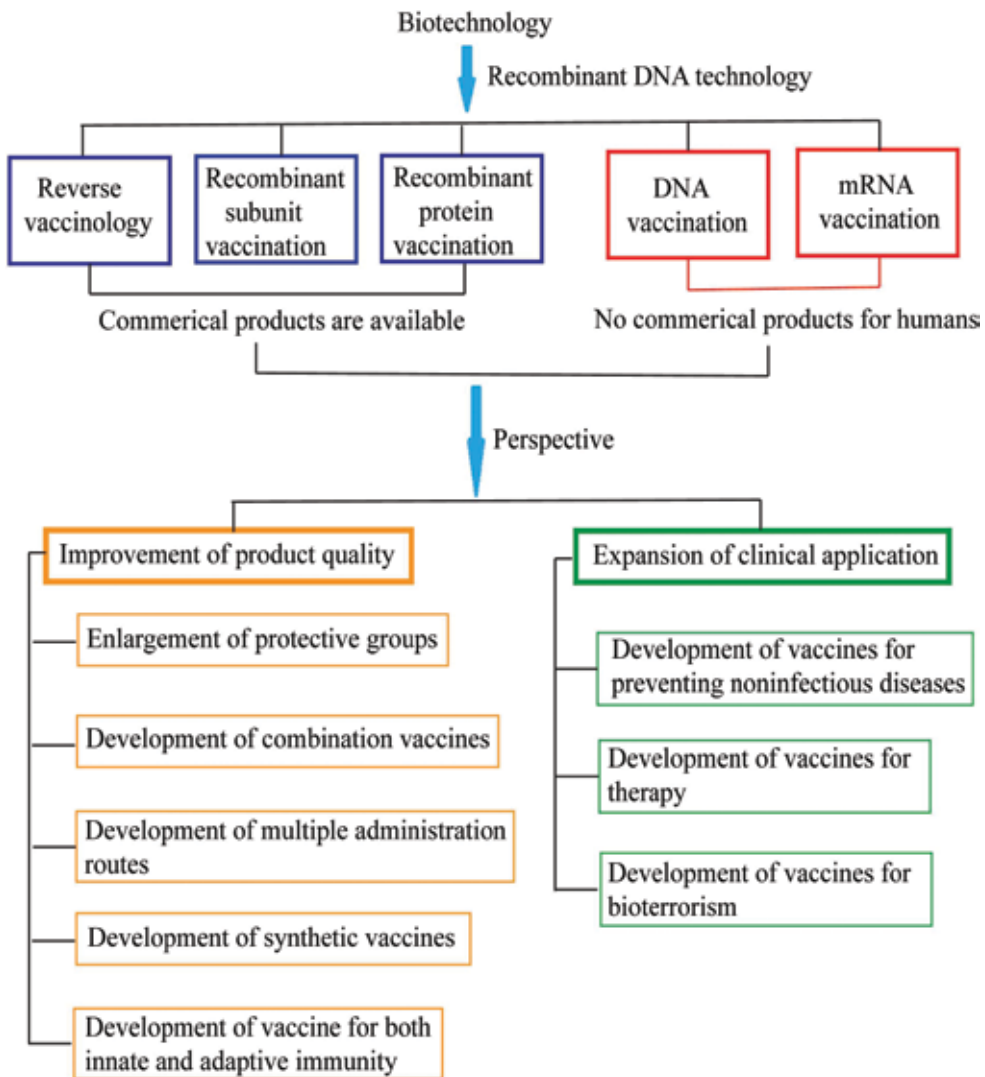 Biotechnology
Recombinant DNA technology
Reverse
vaccinology
Recombinant
subunit
vaccination
Recombinant
protein
vaccination
DNA
vaccination
mRNA
vaccination
Commerical products are available
No commerical products for humans
Perspective
Improvement of product quality
Enlargement of protective groups
Development of combination vaccines
Development of multiple administration
routes
Development of synthetic vaccines
Development of vaccine for both
innate and adaptive immunity
Expansion of clinical application
Development of vaccines for
preventing noninfectious diseases
Development of vaccines for
therapy
Development of vaccines for
bioterrorism